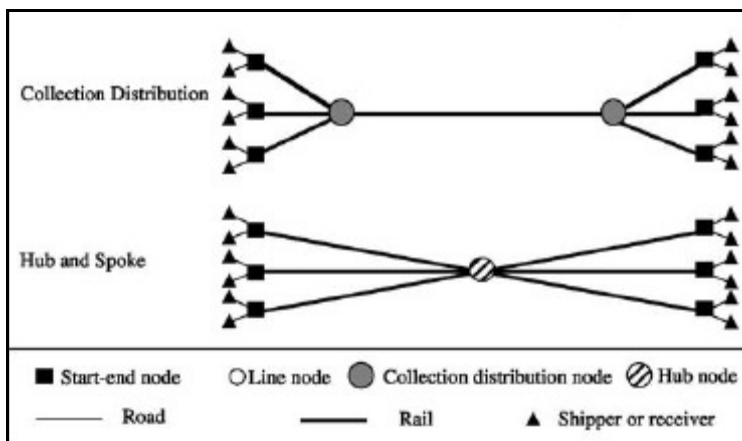 Collection Distribution
Hub and Spoke
Start-end node Line node Collection distribution node Hub node
Road Rail Shipper or receiver